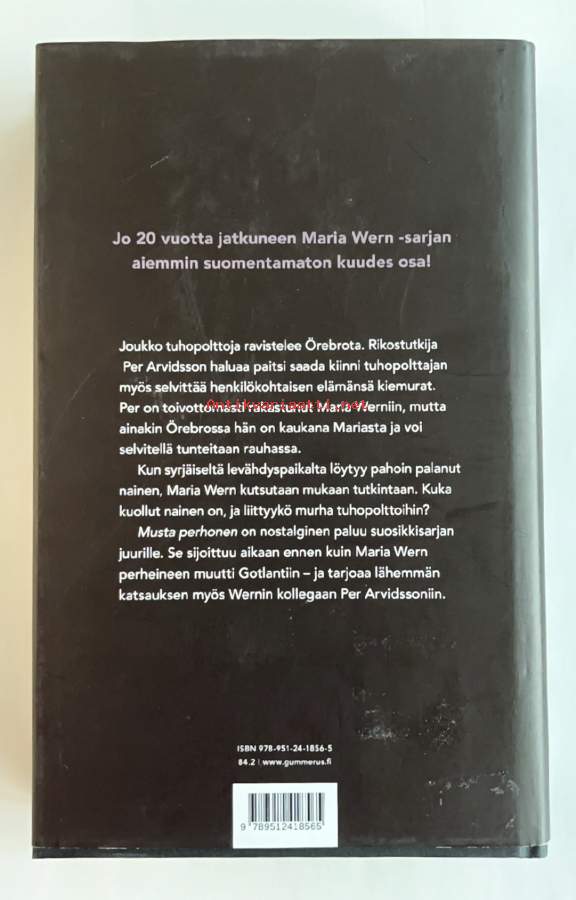 Jo 20 vuotta jatkuneen Maria Wern -sarjan
aiemmin suomentamaton kuudes osa!
Joukko tuhopolttoja ravistelee Örebrota. Rikostutkija
Per Arvidsson haluaa paitsi saada kiinni tuhopolttajan
myös selvittää henkilökohtaisen elämänsä kiemurat.
Antikvariaatti.net
Per on toivottomasti rakastunut Maria Werniin, mutta
ainakin Örebrossa hän on kaukana Mariasta ja voi
selvitellä tunteitaan rauhassa.
Kun syrjäiseltä levähdyspaikalta löytyy pahoin palanut
nainen, Maria Wern kutsutaan mukaan tutkintaan. Kuka
kuollut nainen on, ja liittyykö murha tuhopolttoihin?
Musta perhonen on nostalginen paluu suosikkisarjan
juurille. Se sijoittuu aikaan ennen kuin Maria Wern
perheineen muutti Gotlantiin – ja tarjoaa lähemmän
katsauksen myös Wernin kollegaan Per Arvidssoniin.
ISBN 978-951-24-1856-5
84.2 | www.gummerus.fi
9 789512 418565